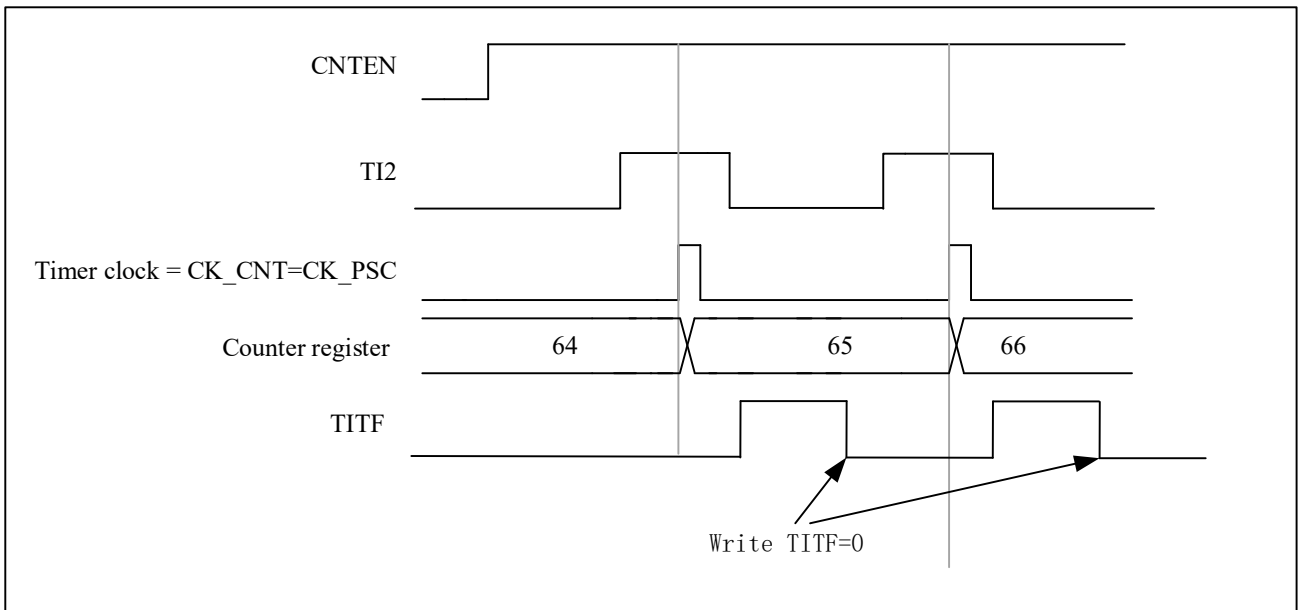 CNTEN
TI2
Timer clock = CK_CNT=CK_PSC
Counter register
64
65
66
TITF
Write TITF=0